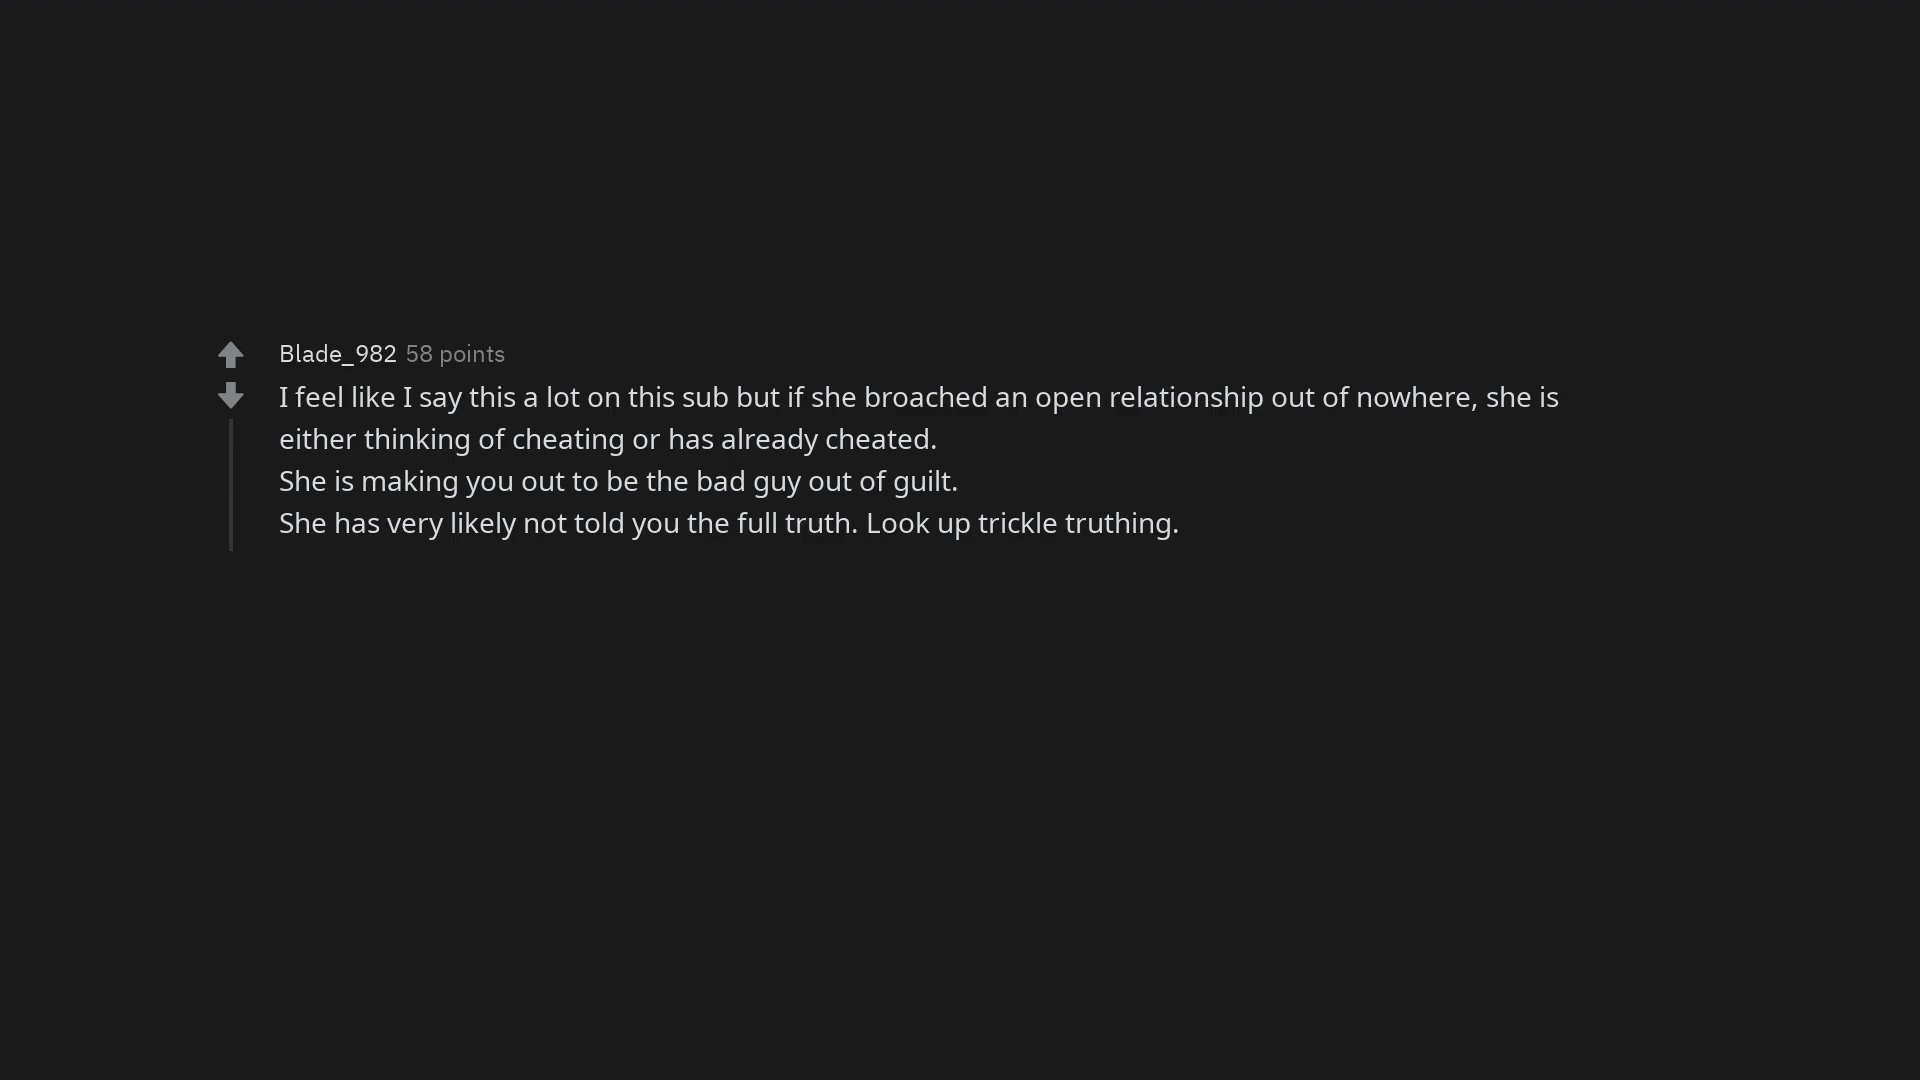 Blade_982 58 points
I feel like I say this a lot on this sub but if she broached an open relationship out of nowhere, she is
either thinking of cheating or has already cheated.
She is making you out to be the bad guy out of guilt.
She has very likely not told you the full truth. Look up trickle truthing.